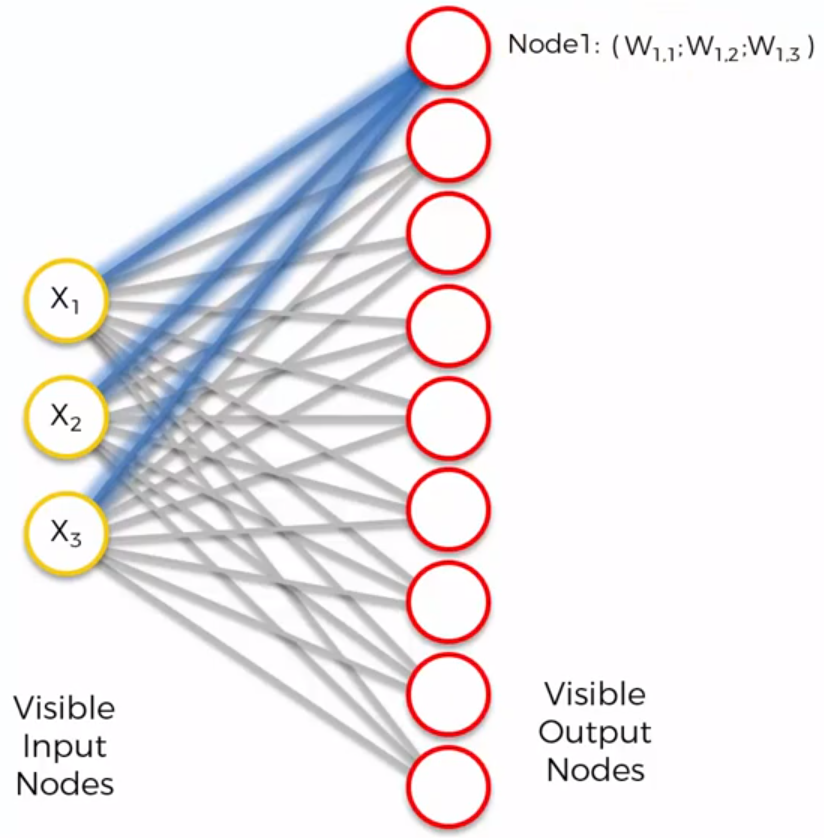 Node1: (W₁,₁;W₁,₂;W₁,₃)
X₁
X₂
X₃
Visible
Input
Nodes
Visible
Output
Nodes